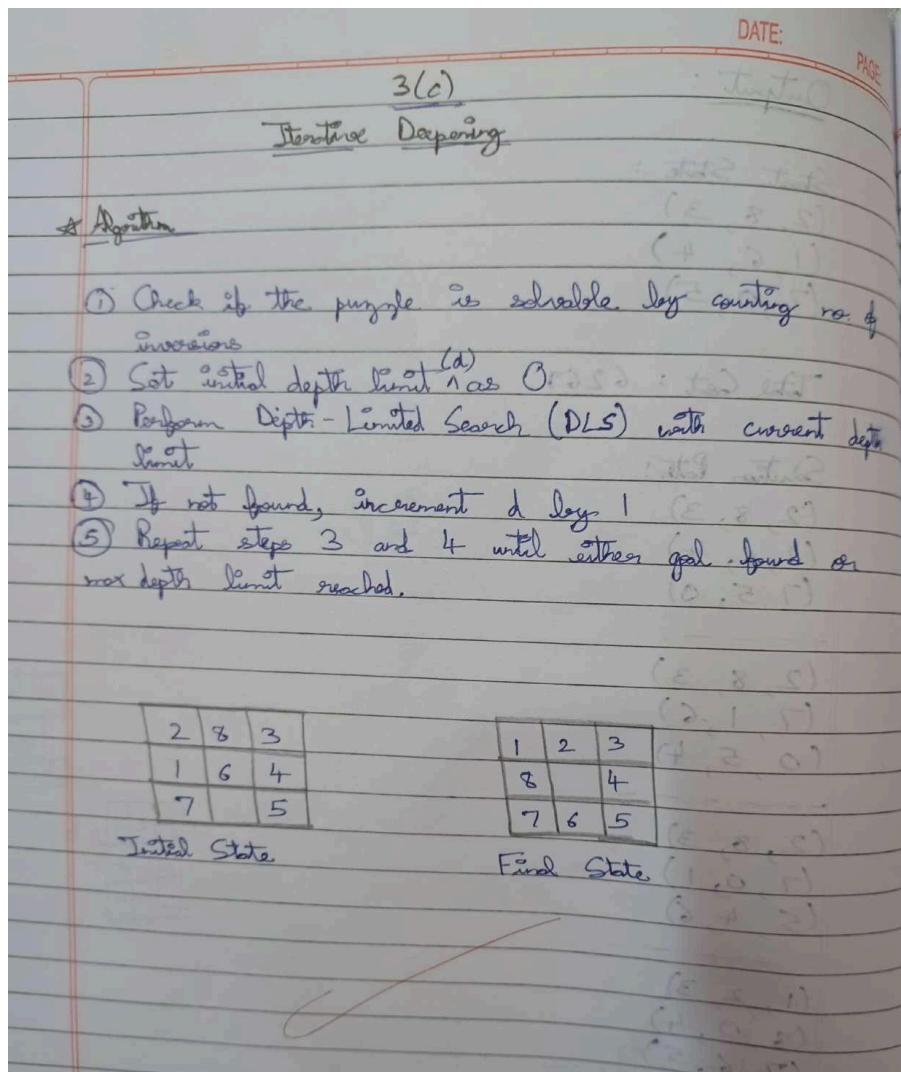 DATE:
PAGE:
3(c)
Iterative Deepening
☆ Algorithm
① Check if the puzzle is solvable by counting no. of
inversions
② Set initial depth limit ^ (d) as 0.
③ Perform Depth-Limited Search (DLS) with current depth
limit
④ If not found, increment d by 1
⑤ Repeat steps 3 and 4 until either goal found or
max depth limit reached.
2 8 3
1 6 4
7 5
Initial State
1 2 3
8 4
7 6 5
Final State